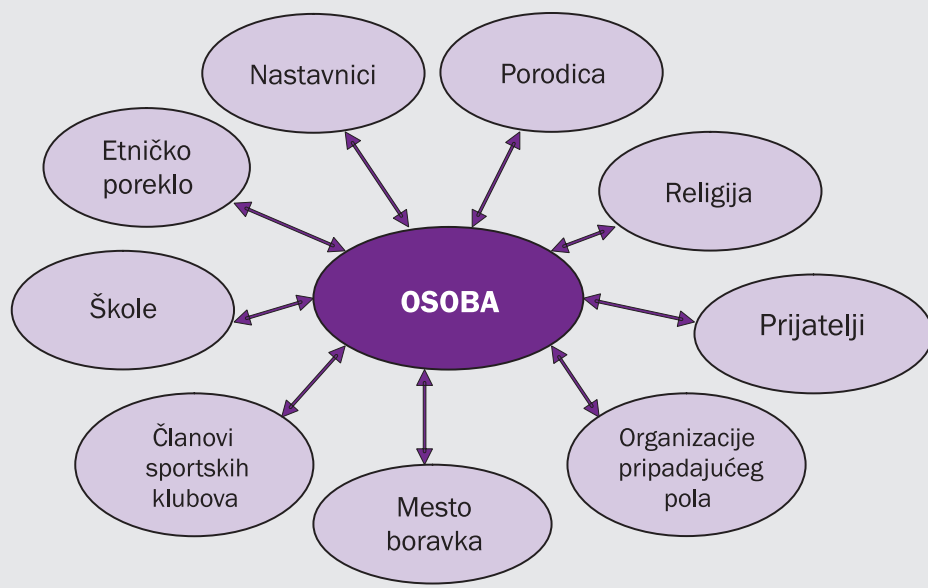 Nastavnici
Porodica
Etničko
poreklo
Religija
Škole
OSOBA
Prijatelji
Članovi
sportskih
klubova
Mesto
boravka
Organizacije
pripadajućeg
pola